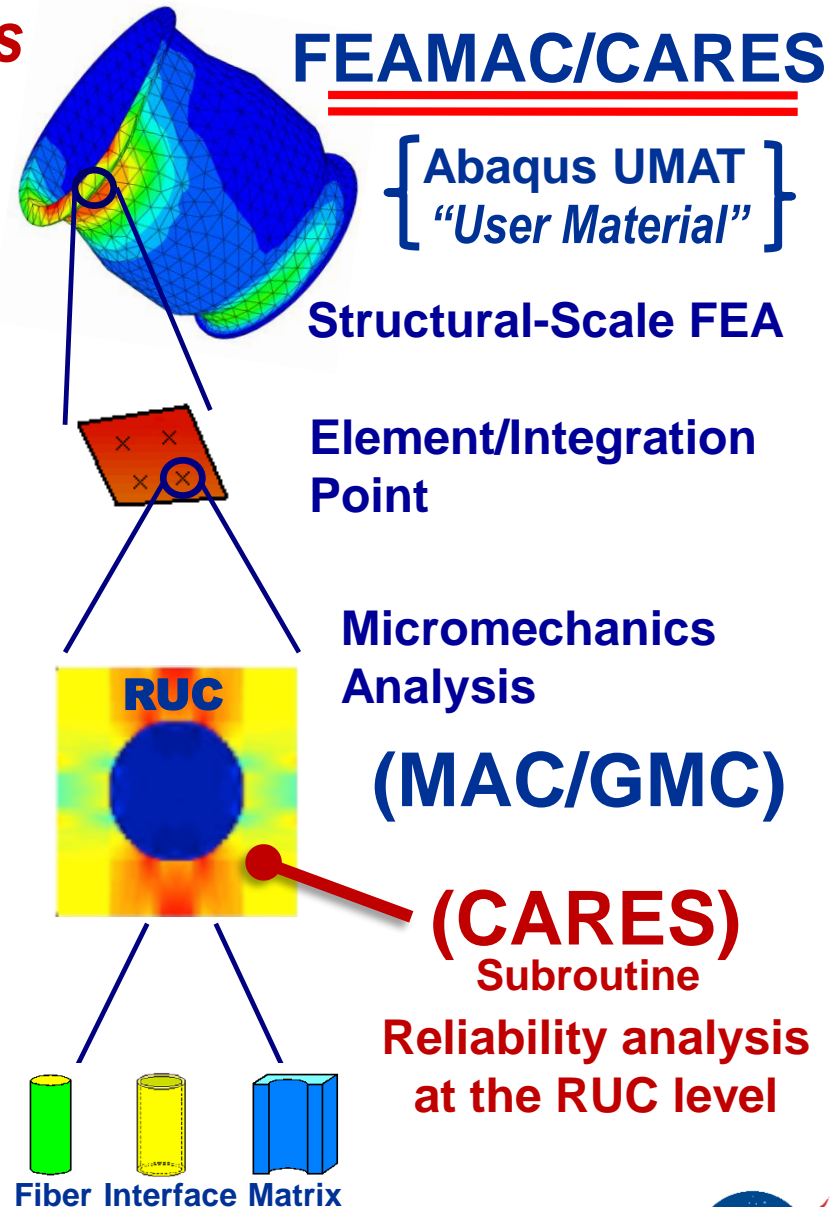 s
FEAMAC/CARES
Abaqus UMAT
“User Material”
Structural-Scale FEA
Element/Integration
Point
Micromechanics
Analysis
RUC
(MAC/GMC)
(CARES)
Subroutine
Reliability analysis
at the RUC level
Fiber Interface Matrix